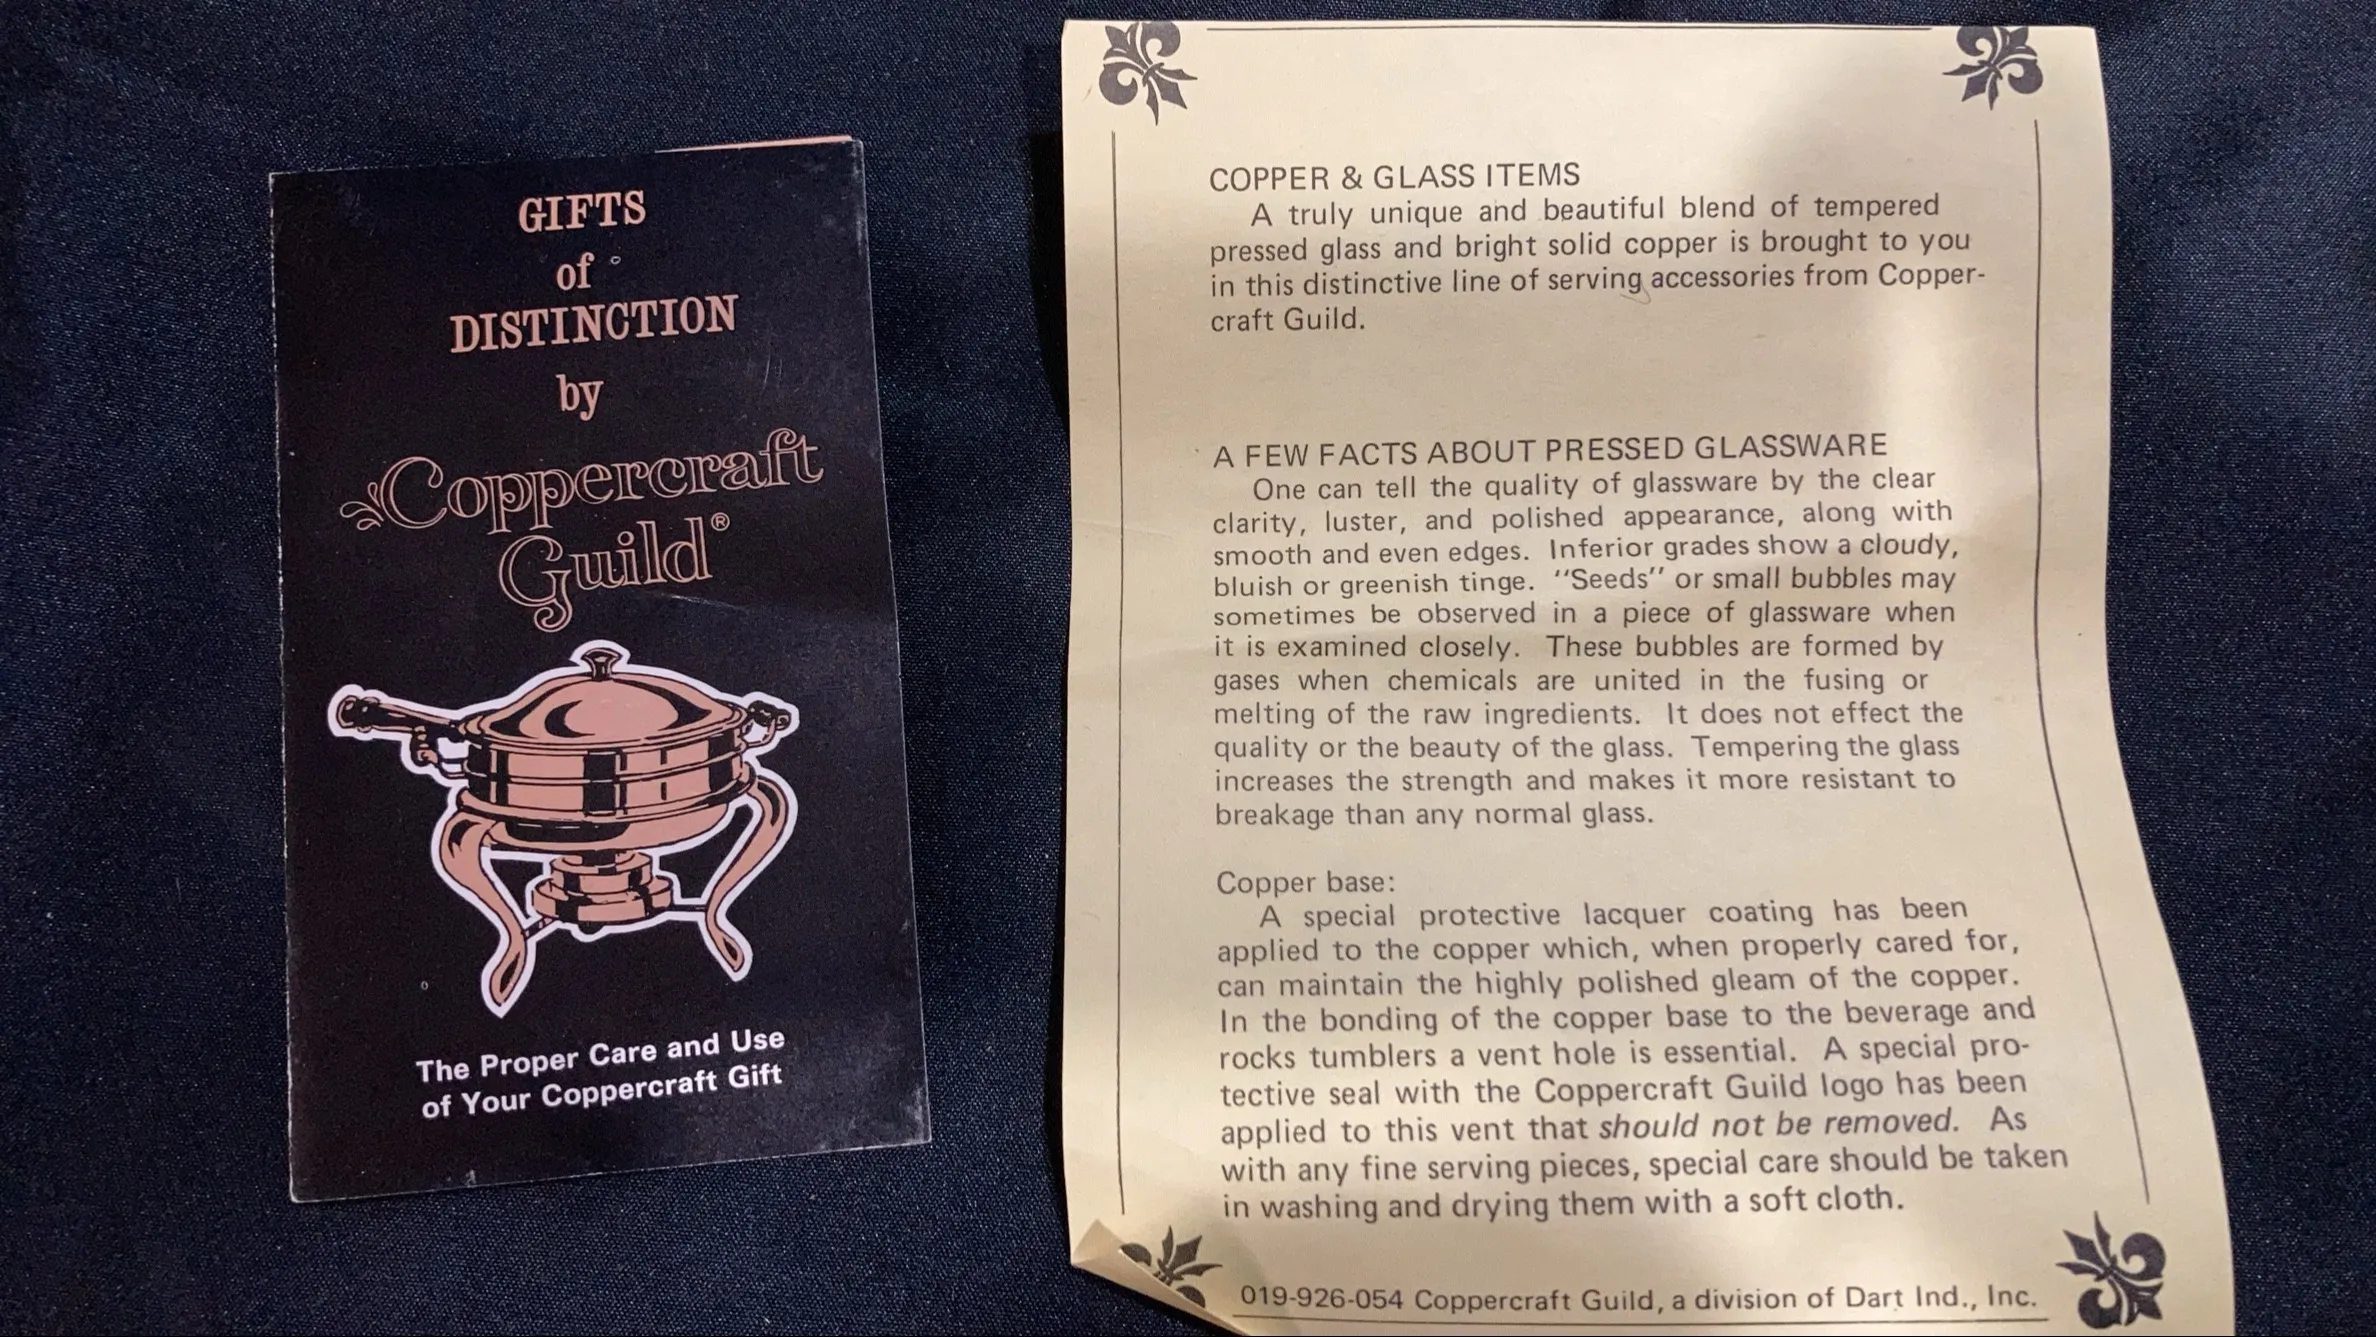 GIFTS
of
DISTINCTION
by
Coppercraft
Guild®
The Proper Care and Use
of Your Coppercraft Gift
COPPER & GLASS ITEMS
A truly unique and beautiful blend of tempered
pressed glass and bright solid copper is brought to you
in this distinctive line of serving accessories from Copper-
craft Guild.
A FEW FACTS ABOUT PRESSED GLASSWARE
One can tell the quality of glassware by the clear
clarity, luster, and polished appearance, along with
smooth and even edges. Inferior grades show a cloudy,
bluish or greenish tinge. "Seeds" or small bubbles may
sometimes be observed in a piece of glassware when
it is examined closely. These bubbles are formed by
gases when chemicals are united in the fusing or
melting of the raw ingredients. It does not effect the
quality or the beauty of the glass. Tempering the glass
increases the strength and makes it more resistant to
breakage than any normal glass.
Copper base:
A special protective lacquer coating has been
applied to the copper which, when properly cared for,
can maintain the highly polished gleam of the copper.
In the bonding of the copper base to the beverage and
rocks tumblers a vent hole is essential. A special pro-
tective seal with the Coppercraft Guild logo has been
applied to this vent that should not be removed. As
with any fine serving pieces, special care should be taken
in washing and drying them with a soft cloth.
019-926-054 Coppercraft Guild, a division of Dart Ind., Inc.